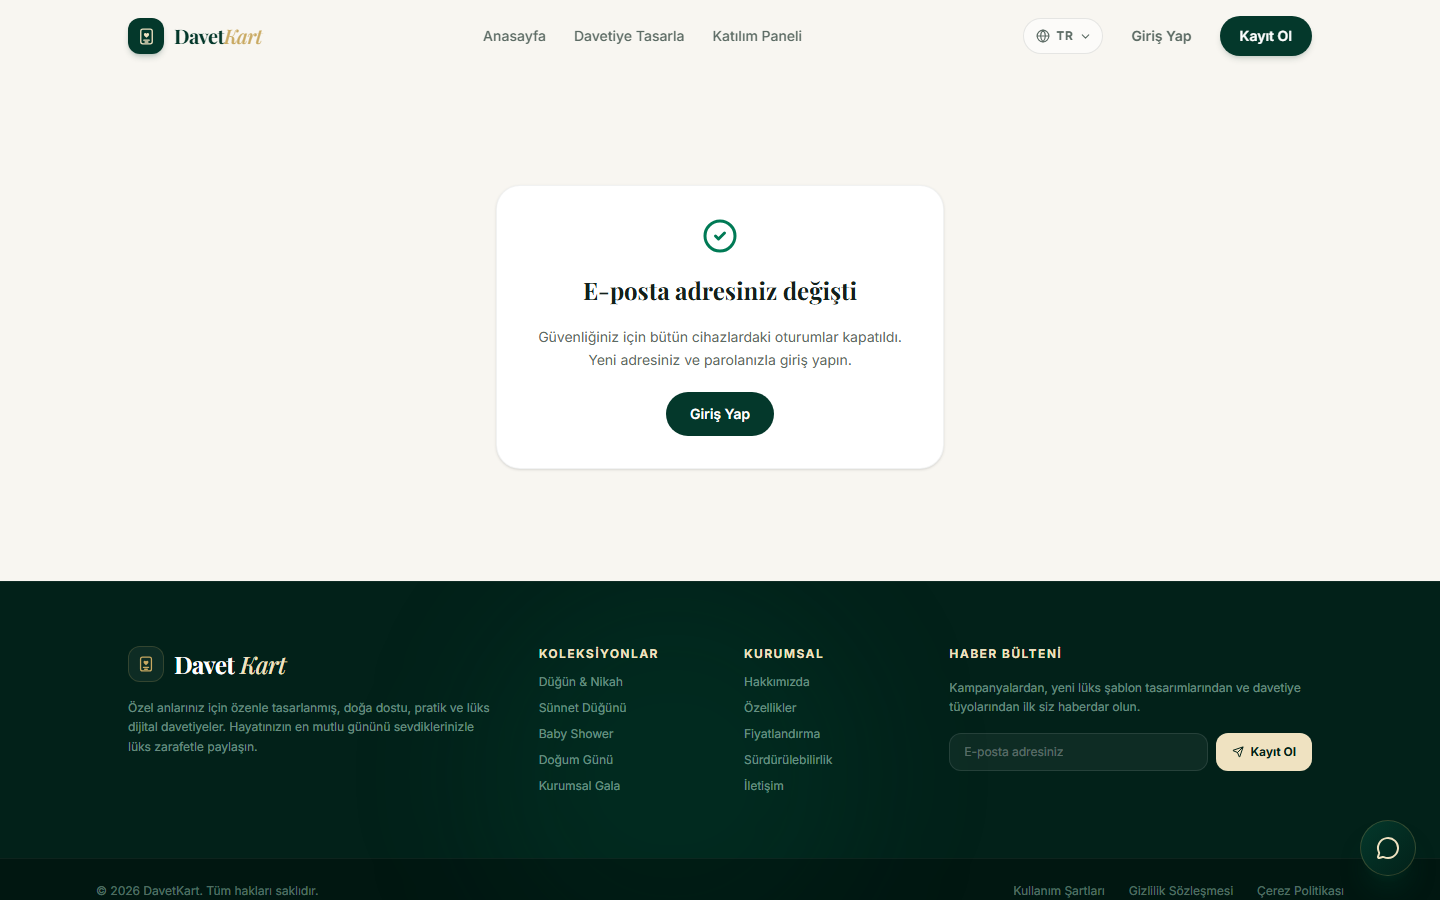 DavetKart
Anasayfa
Davetiye Tasarla
Katılım Paneli
TR
Giriş Yap
Kayıt Ol
E-posta adresiniz değişti
Güvenliğiniz için bütün cihazlardaki oturumlar kapatıldı.
Yeni adresiniz ve parolanızla giriş yapın.
Giriş Yap
Davet Kart
Özel anlarınız için özenle tasarlanmış, doğa dostu, pratik ve lüks
dijital davetiyeler. Hayatınızın en mutlu gününü sevdiklerinizle
lüks zarafetle paylaşın.
KOLEKSİYONLAR
Düğün & Nikah
Sünnet Düğünü
Baby Shower
Doğum Günü
Kurumsal Gala
KURUMSAL
Hakkımızda
Özellikler
Fiyatlandırma
Sürdürülebilirlik
İletişim
HABER BÜLTENİ
Kampanyalardan, yeni lüks şablon tasarımlarından ve davetiye
tüyolarından ilk siz haberdar olun.
E-posta adresiniz
Kayıt Ol
© 2026 DavetKart. Tüm hakları saklıdır.
Kullanım Şartları
Gizlilik Sözleşmesi
Çerez Politikası